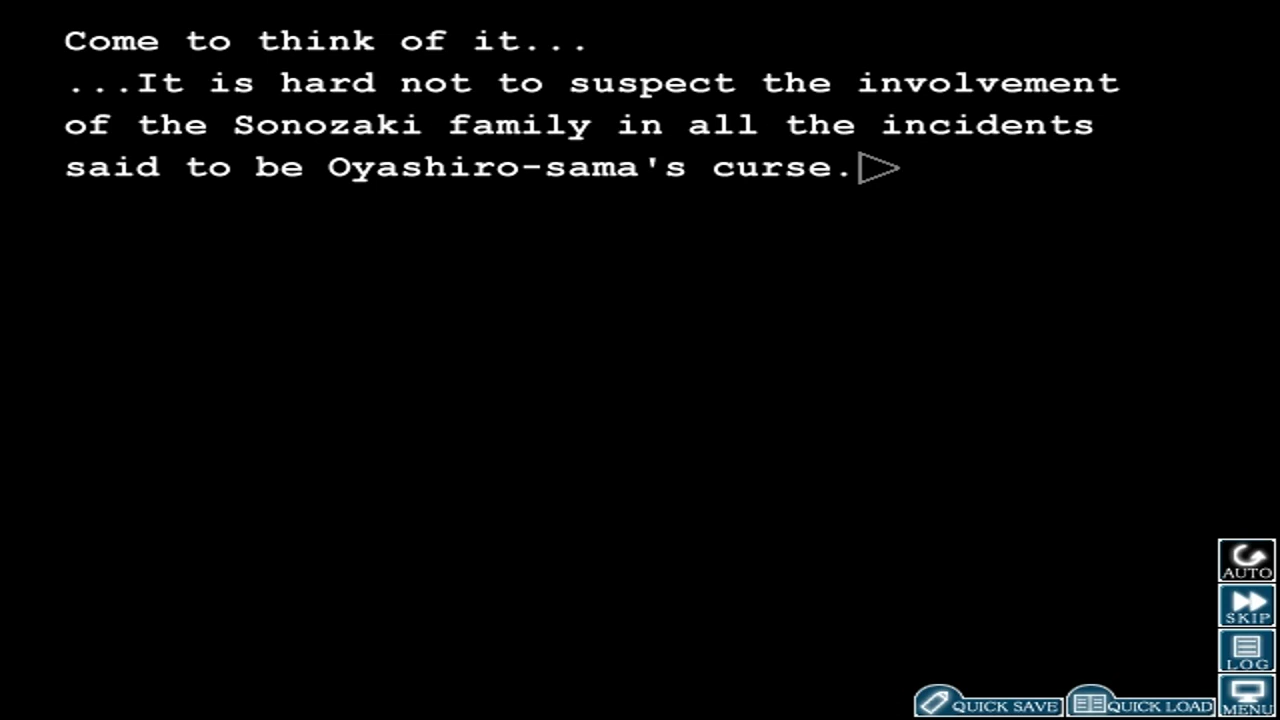 Come to think of it...
...It is hard not to suspect the involvement
of the Sonozaki family in all the incidents
said to be Oyashiro-sama's curse.
AUTO
SKIP
LOG
QUICK SAVE
QUICK LOAD
MENU